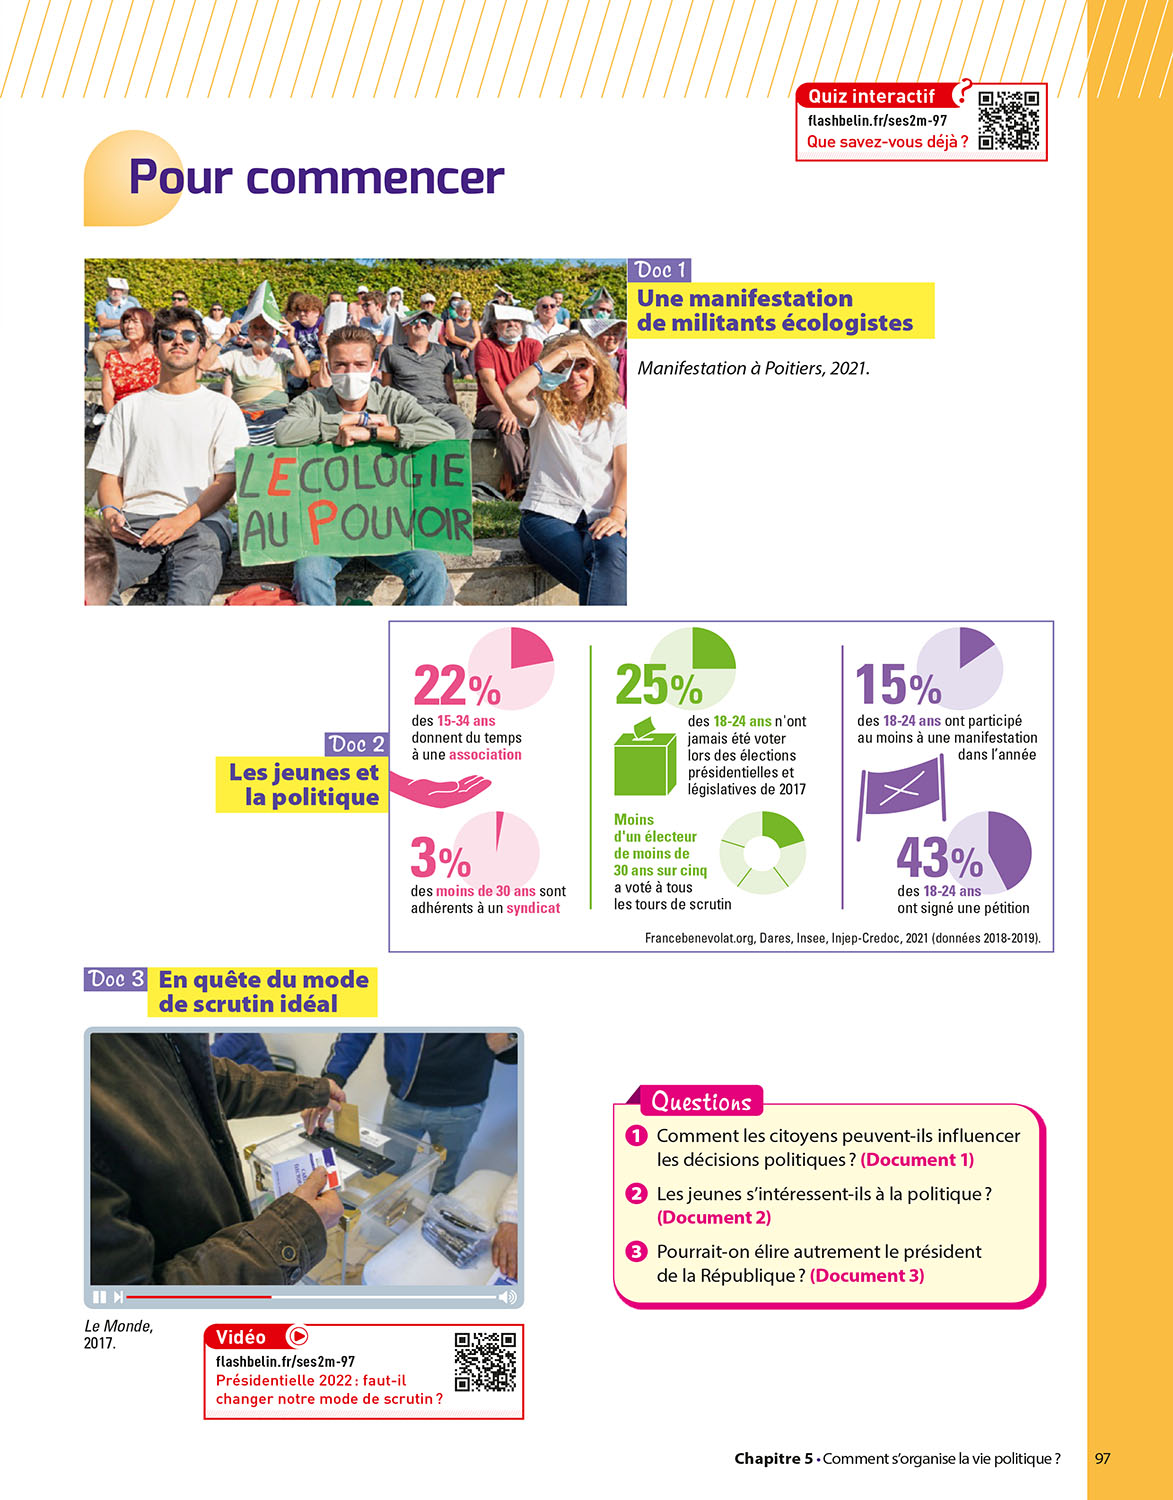 Quiz interactif ?
flashbelin.fr/ses2m-97
Que savez-vous déjà ?
Pour commencer
Doc 1
Une manifestation
de militants écologistes
Manifestation à Poitiers, 2021.
L'ECOLOGIE
AU POUVOIR
Doc 2
Les jeunes et
la politique
22%
des 15-34 ans
donnent du temps
à une association
3%
des moins de 30 ans sont
adhérents à un syndicat
25%
des 18-24 ans n'ont
jamais été voter
lors des élections
présidentielles et
législatives de 2017
Moins
d'un électeur
de moins de
30 ans sur cinq
a voté à tous
les tours de scrutin
15%
des 18-24 ans ont participé
au moins à une manifestation
dans l'année
43%
des 18-24 ans
ont signé une pétition
Francebenevolat.org, Dares, Insee, Injep-Credoc, 2021 (données 2018-2019).
Doc 3
En quête du mode
de scrutin idéal
Le Monde,
2017.
Vidéo
flashbelin.fr/ses2m-97
Présidentielle 2022 : faut-il
changer notre mode de scrutin ?
Questions
1 Comment les citoyens peuvent-ils influencer
les décisions politiques ? (Document 1)
2 Les jeunes s'intéressent-ils à la politique ?
(Document 2)
3 Pourrait-on élire autrement le président
de la République ? (Document 3)
Chapitre 5 • Comment s'organise la vie politique ? 97